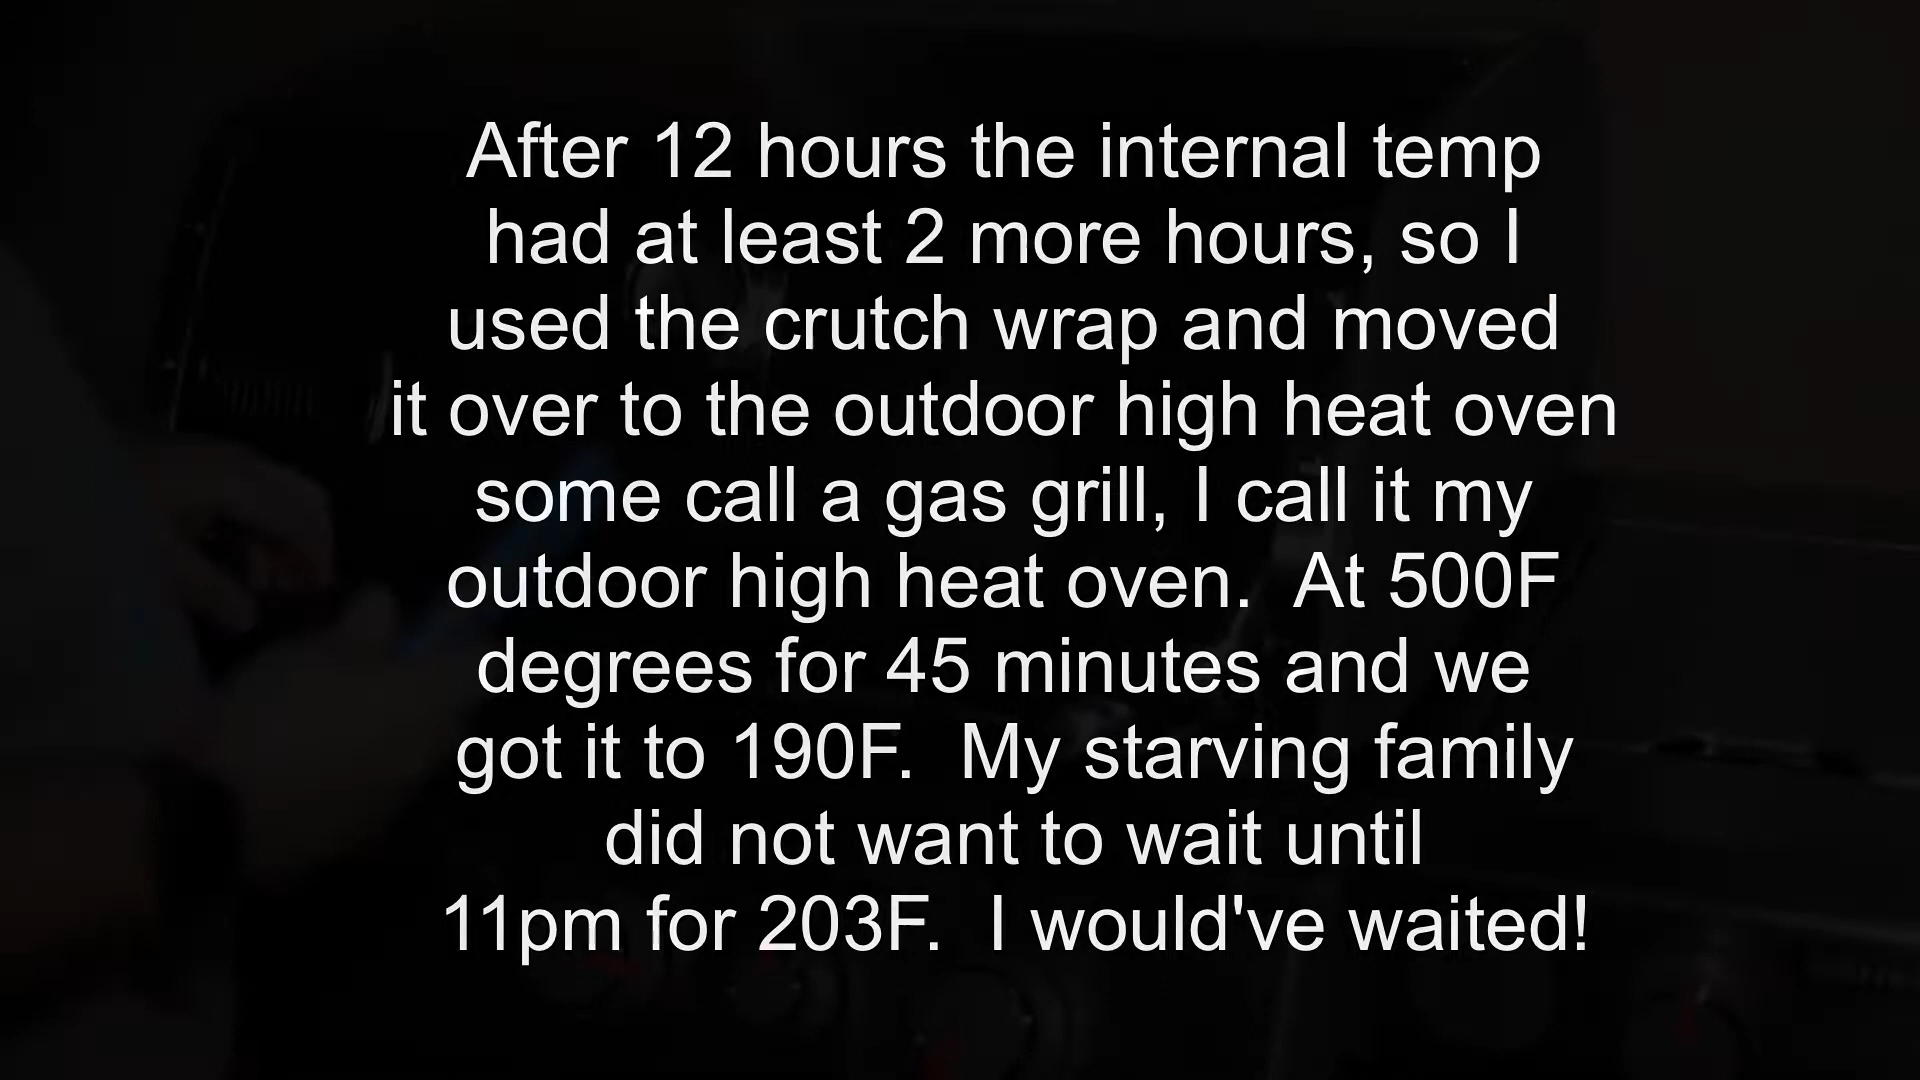 After 12 hours the internal temp
had at least 2 more hours, so I
used the crutch wrap and moved
it over to the outdoor high heat oven
some call a gas grill, I call it my
outdoor high heat oven.  At 500F
degrees for 45 minutes and we
got it to 190F.  My starving family
did not want to wait until
11pm for 203F.  I would've waited!